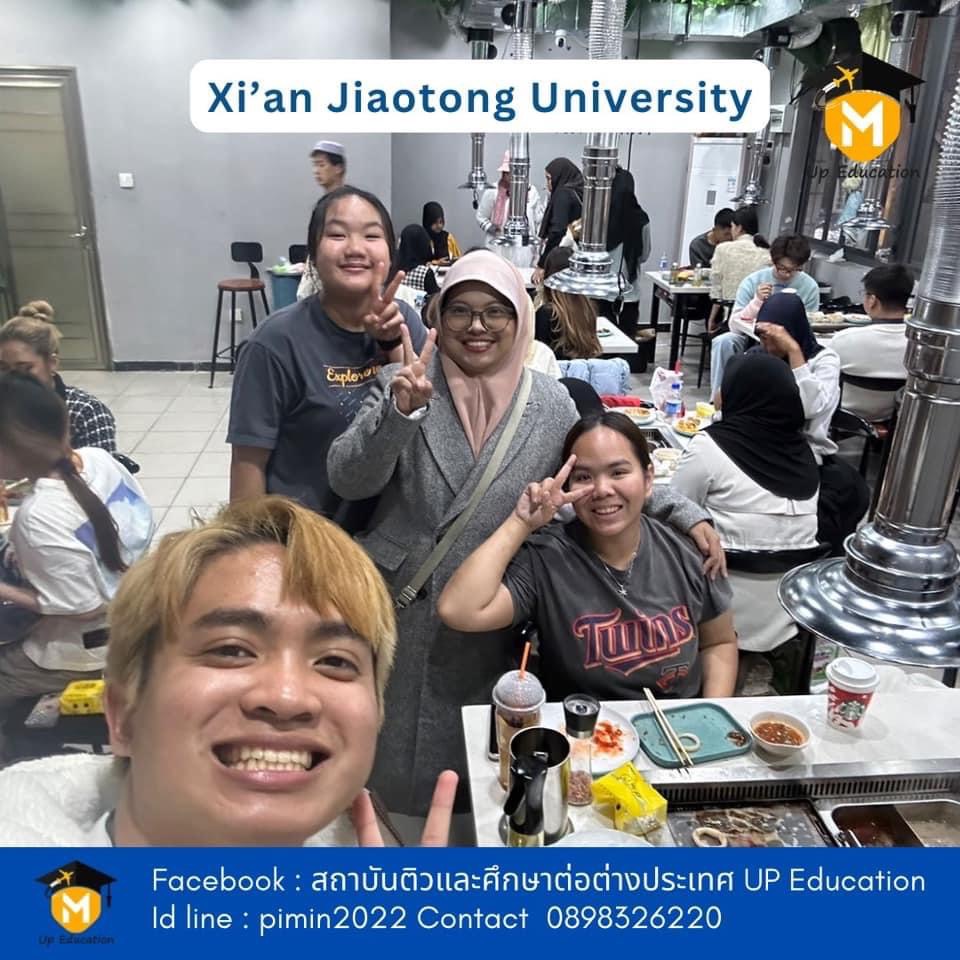 Xi'an Jiaotong University
M
Up Education
Explore
Twins
Facebook : สถาบันติวและศึกษาต่อต่างประเทศ UP Education
Id line : pimin2022 Contact 0898326220
M
Up Education